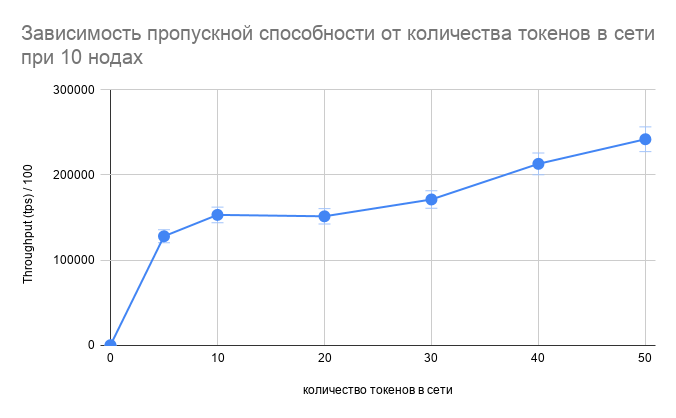 Зависимость пропускной способности от количества токенов в сети
при 10 нодах
300000
200000
100000
0
Throughput (tps) / 100
0 10 20 30 40 50
количество токенов в сети